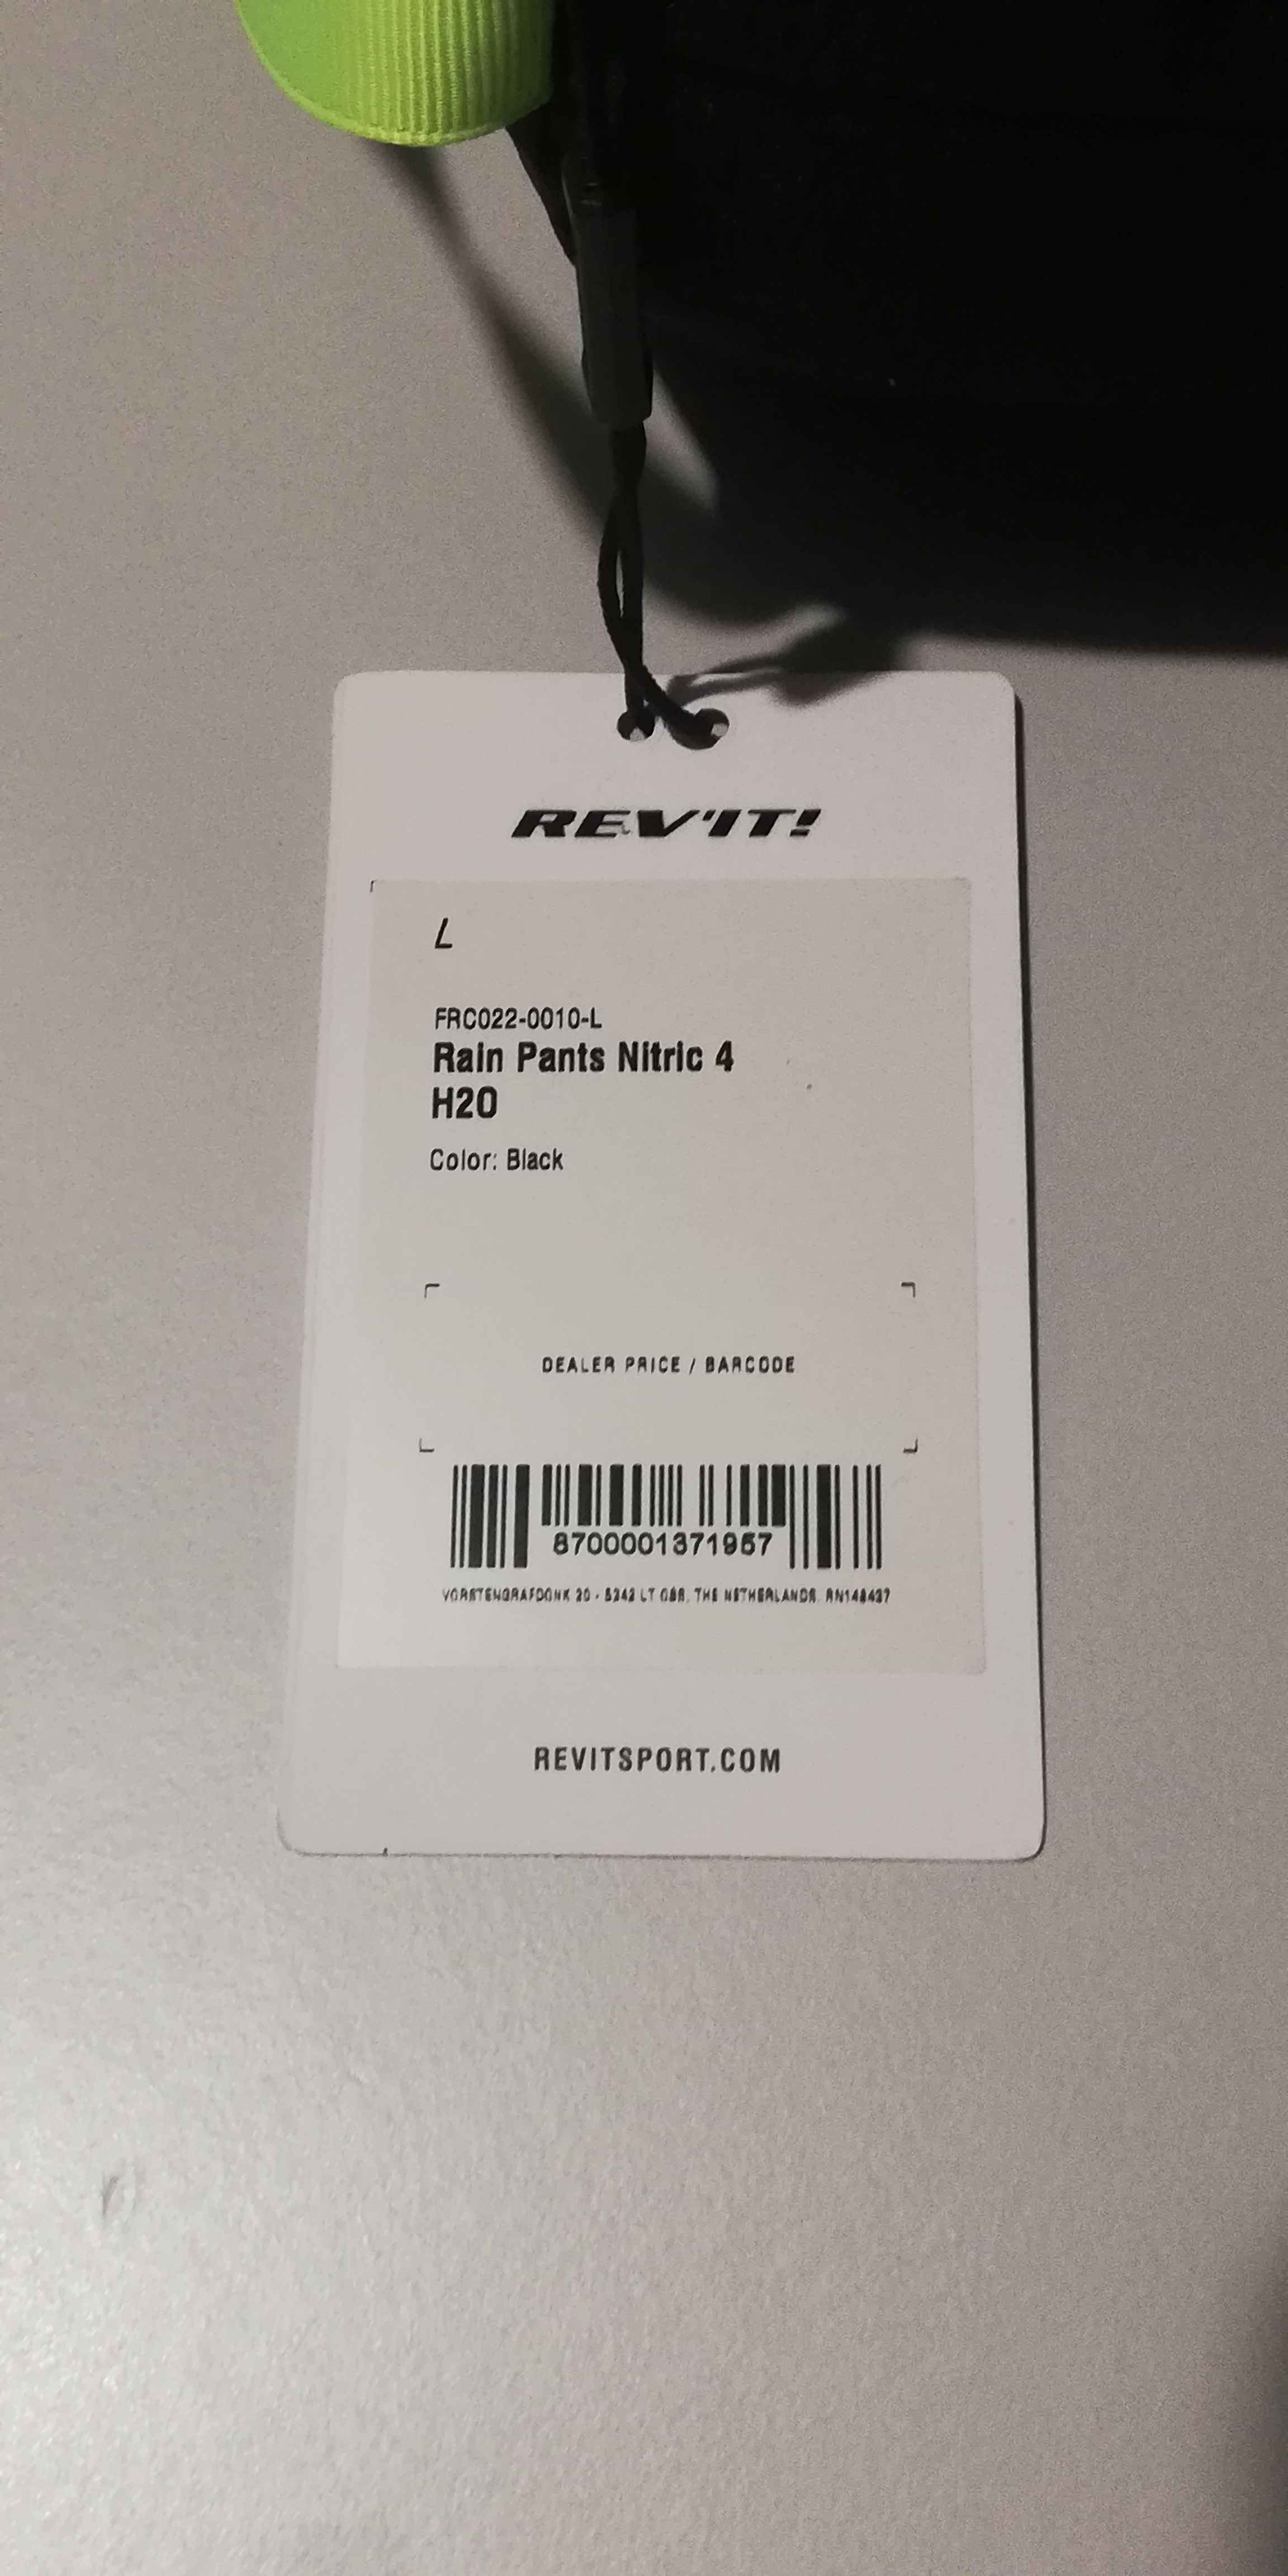 REV'IT!
L
FRC022-0010-L
Rain Pants Nitric 4
H2O
Color: Black
DEALER PRICE / BARCODE
8700001371957
VORSTENGRAFDONK 20 - 5342 LT OSS, THE NETHERLANDS. RN148437
REVITSPORT.COM